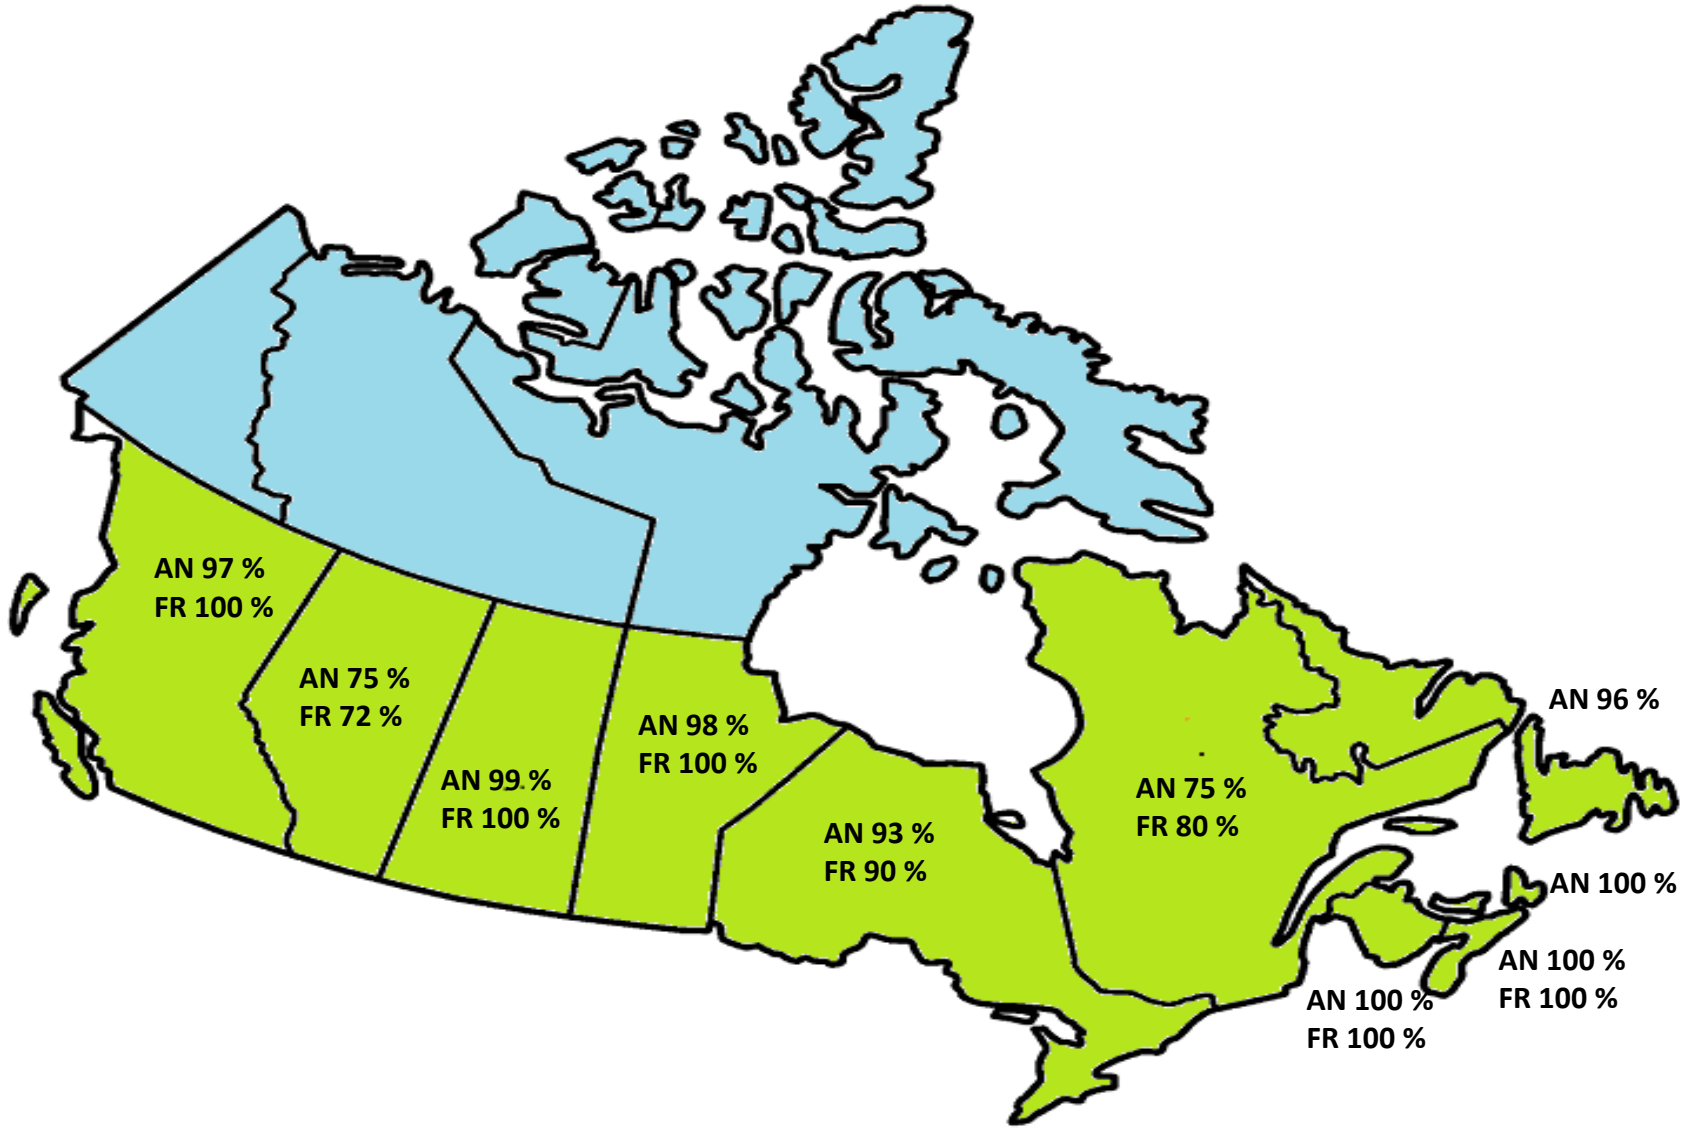 AN 97 %
FR 100 %
AN 75 %
FR 72 %
AN 99 %
FR 100 %
AN 98 %
FR 100 %
AN 93 %
FR 90 %
AN 75 %
FR 80 %
AN 96 %
AN 100 %
AN 100 %
FR 100 %
AN 100 %
FR 100 %